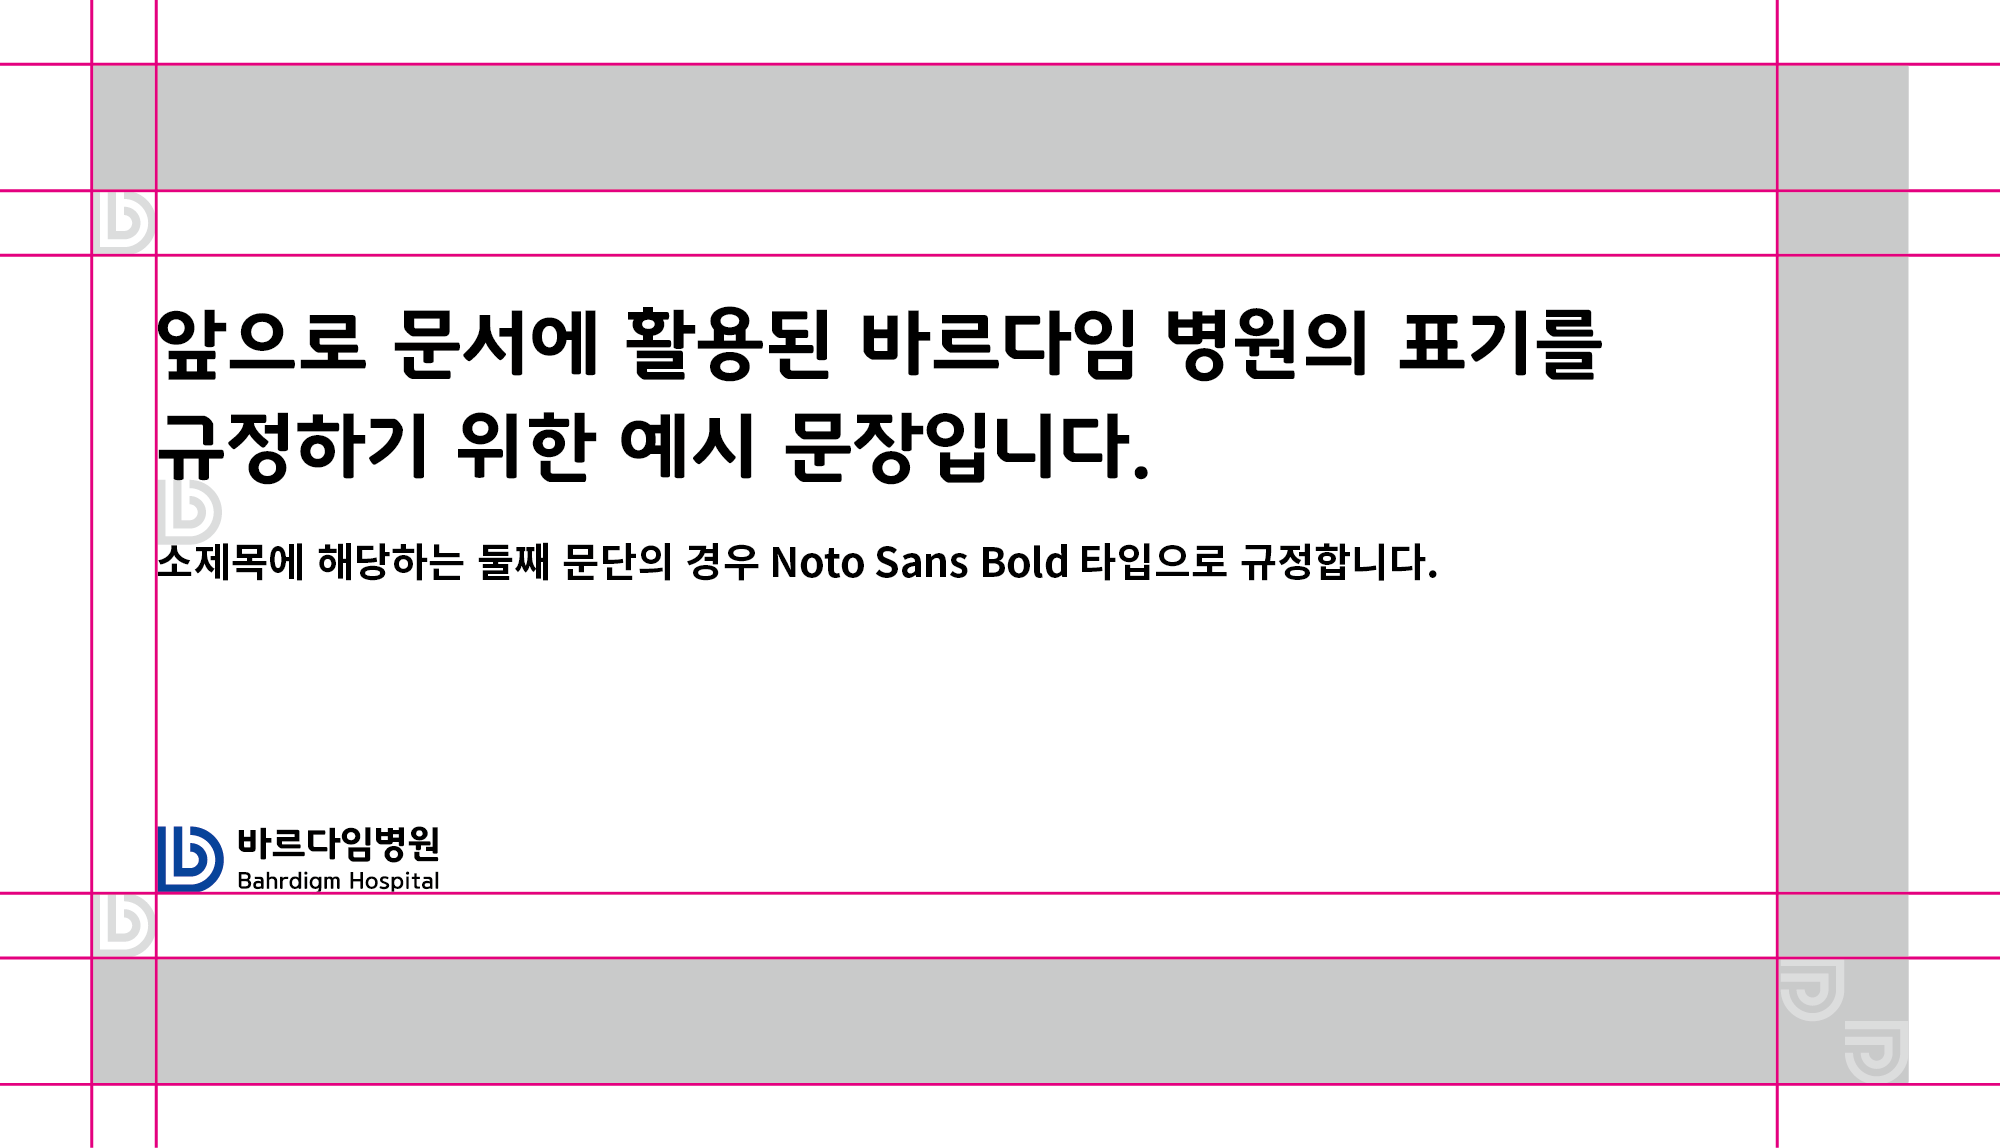 앞으로 문서에 활용된 바르다임 병원의 표기를
규정하기 위한 예시 문장입니다.
소제목에 해당하는 둘째 문단의 경우 Noto Sans Bold 타입으로 규정합니다.
바르다임병원
Bahrdigm Hospital